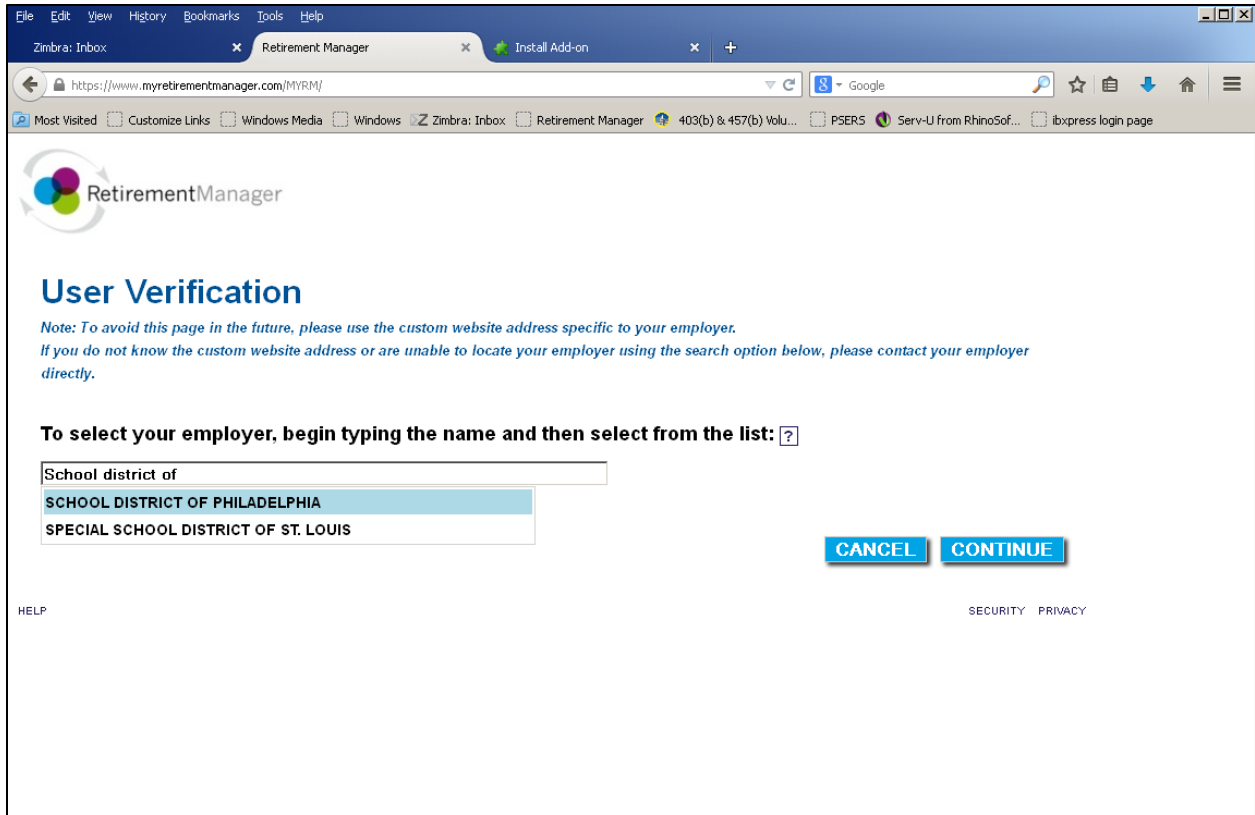 File Edit View History Bookmarks Tools Help
Zimbra: Inbox Retirement Manager Install Add-on
https://www.myretirementmanager.com/MYRM/ Google
Most Visited Customize Links Windows Media Windows Zimbra: Inbox Retirement Manager 403(b) & 457(b) Volu... PSERS Serv-U from RhinoSof... ibxpress login page
RetirementManager
User Verification
Note: To avoid this page in the future, please use the custom website address specific to your employer.
If you do not know the custom website address or are unable to locate your employer using the search option below, please contact your employer
directly.
To select your employer, begin typing the name and then select from the list: ?
School district of
SCHOOL DISTRICT OF PHILADELPHIA
SPECIAL SCHOOL DISTRICT OF ST. LOUIS
CANCEL CONTINUE
HELP SECURITY PRIVACY